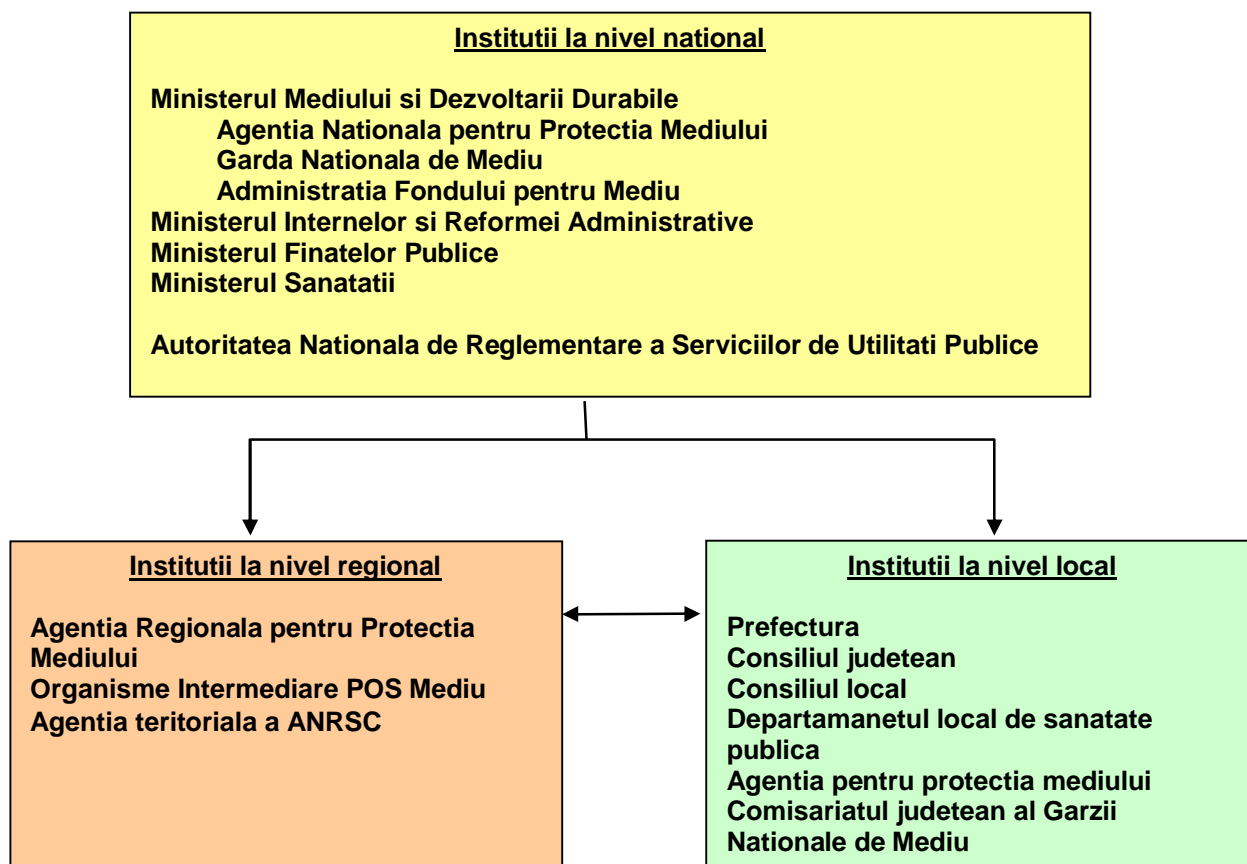 Institutii la nivel national
Ministerul Mediului si Dezvoltarii Durabile
Agentia Nationala pentru Protectia Mediului
Garda Nationala de Mediu
Administratia Fondului pentru Mediu
Ministerul Internelor si Reformei Administrative
Ministerul Finatelor Publice
Ministerul Sanatatii
Autoritatea Nationala de Reglementare a Serviciilor de Utilitati Publice
Institutii la nivel regional
Agentia Regionala pentru Protectia
Mediului
Organisme Intermediare POS Mediu
Agentia teritoriala a ANRSC
Institutii la nivel local
Prefectura
Consiliul judetean
Consiliul local
Departamanetul local de sanatate
publica
Agentia pentru protectia mediului
Comisariatul judetean al Garzii
Nationale de Mediu